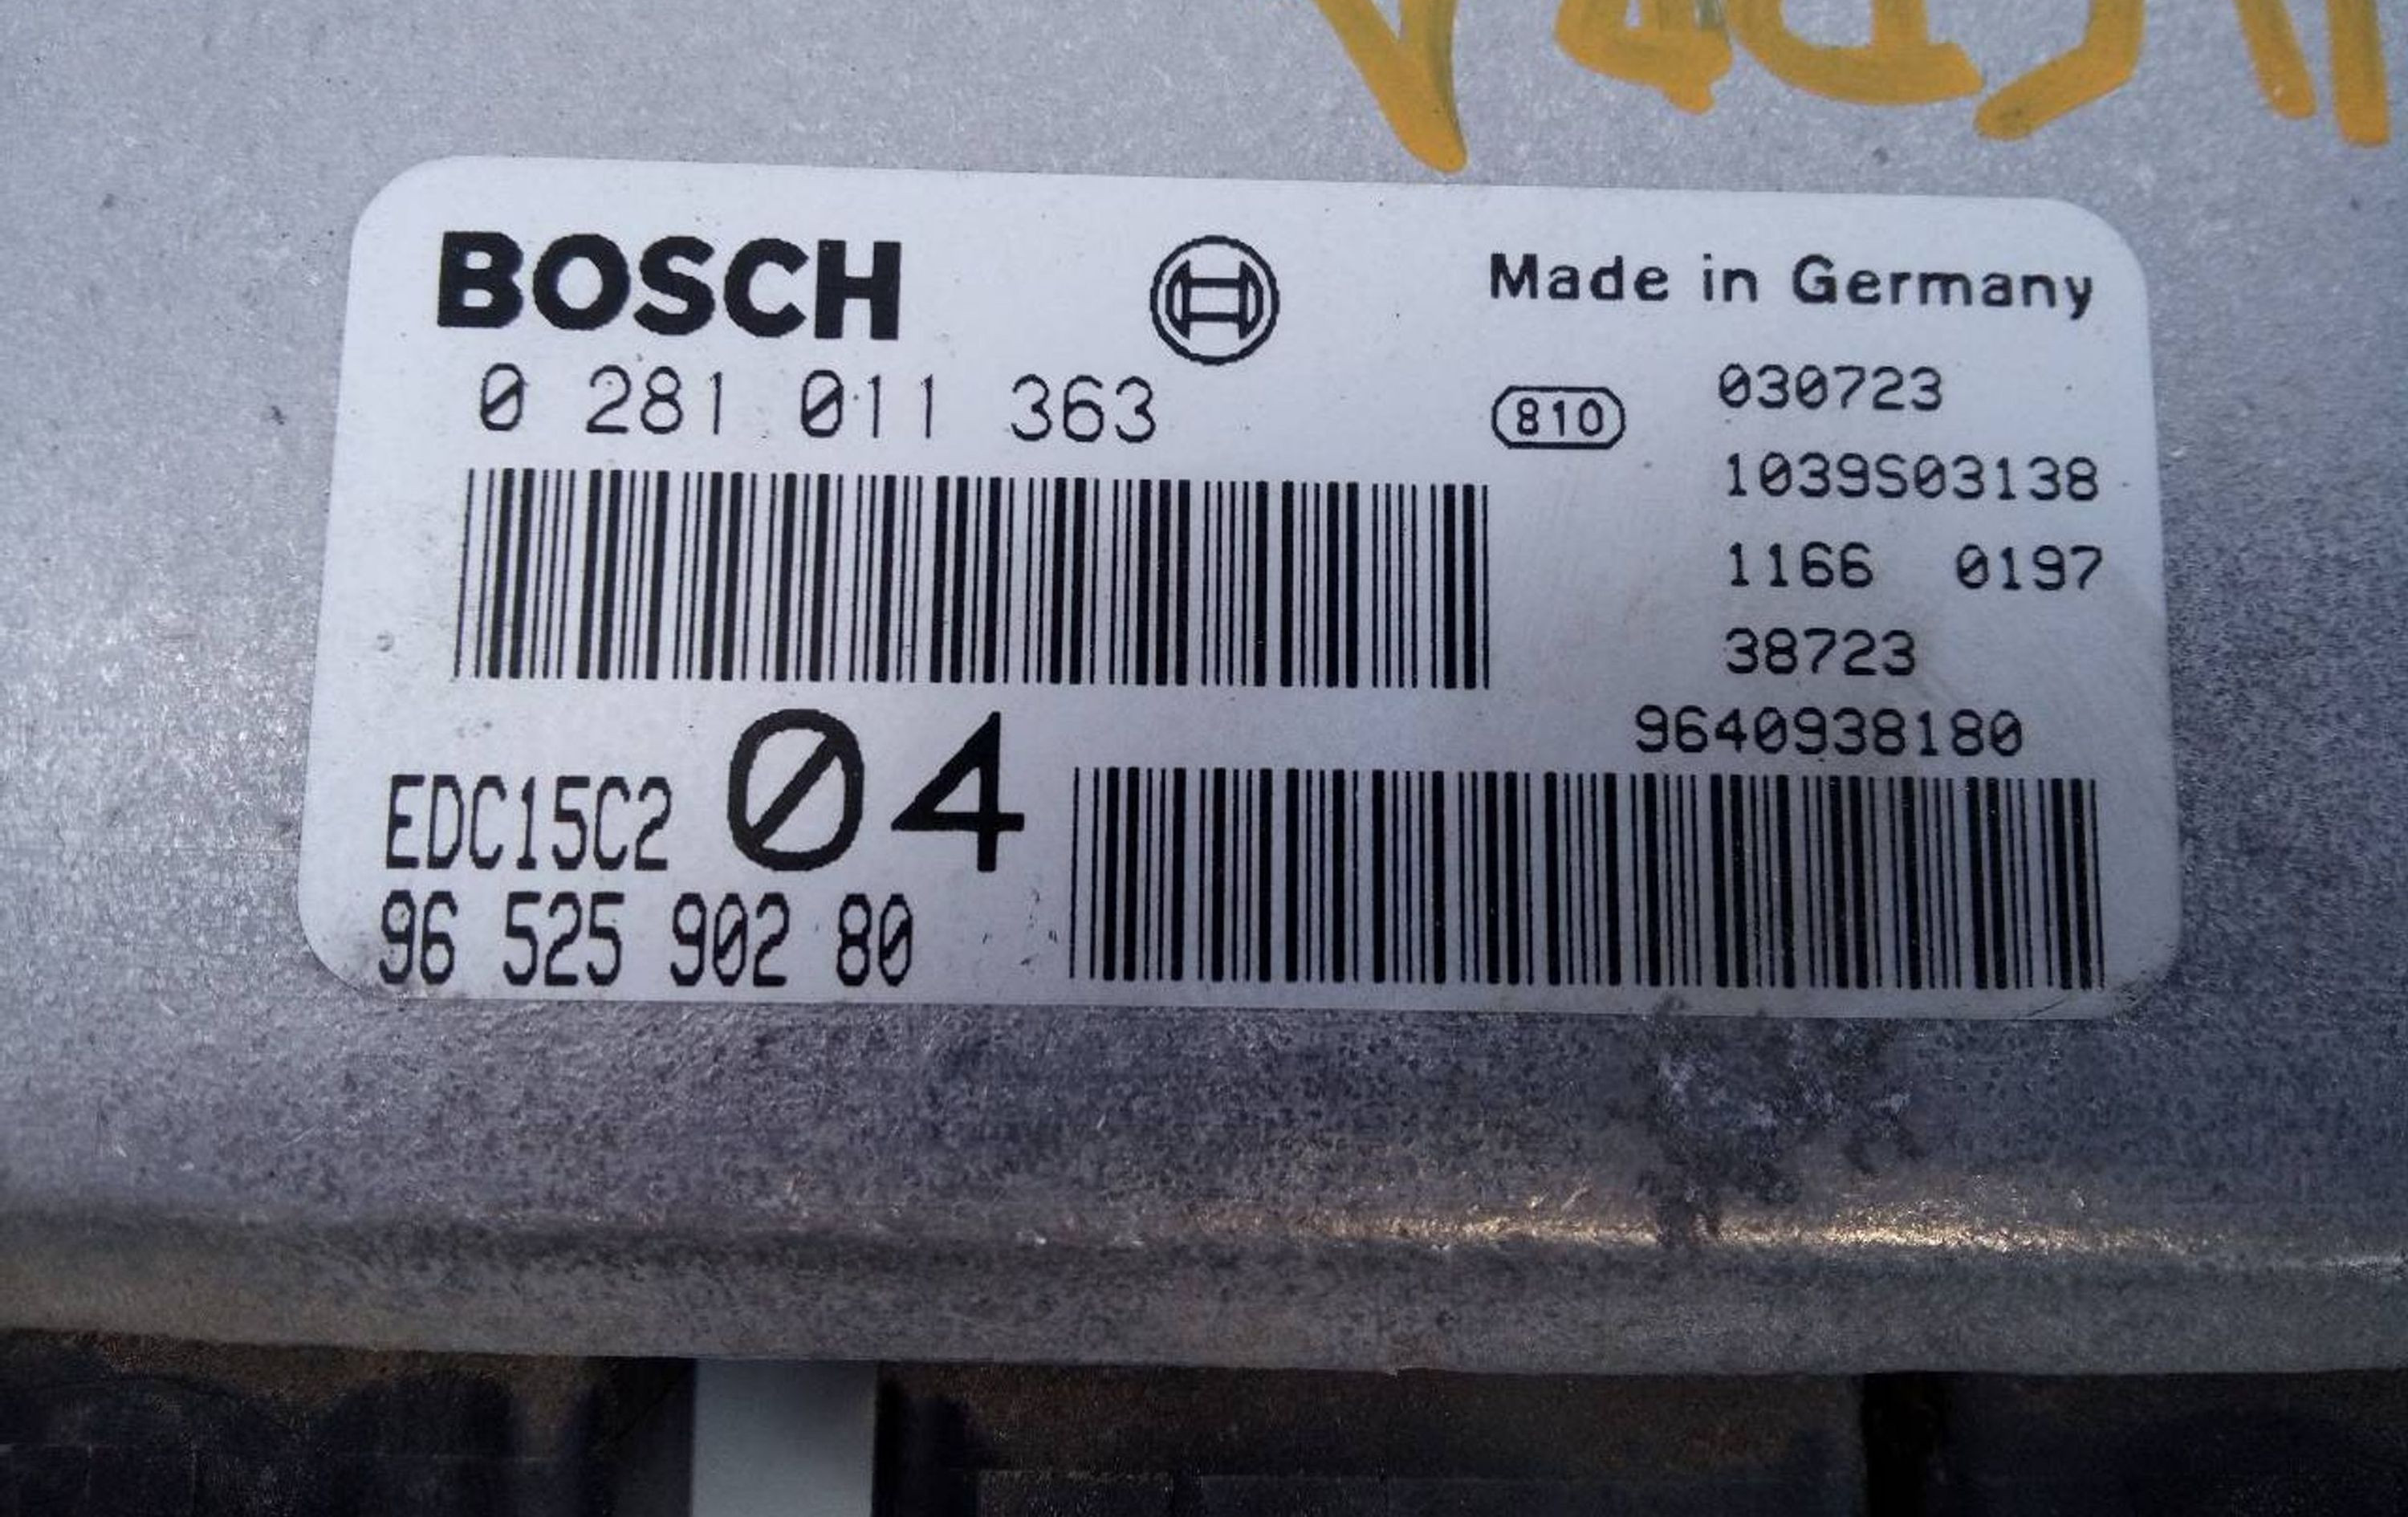 BOSCH
Made in Germany
0 281 011 363
810
030723
1039S03138
1166 0197
38723
9640938180
EDC15C2 04
96 525 902 80